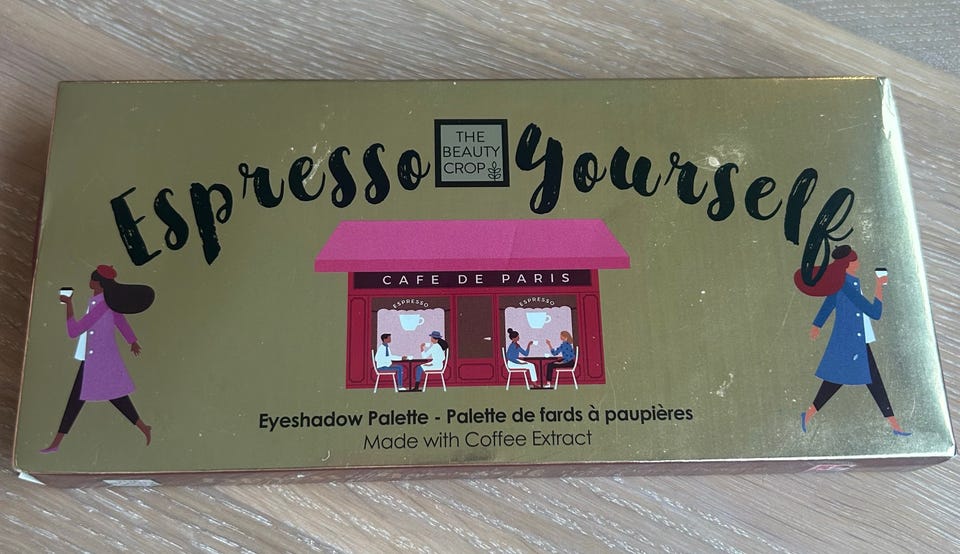 Espresso Yourself
THE
BEAUTY
CROP
CAFE DE PARIS
ESPRESSO
ESPRESSO
Eyeshadow Palette - Palette de fards à paupières
Made with Coffee Extract